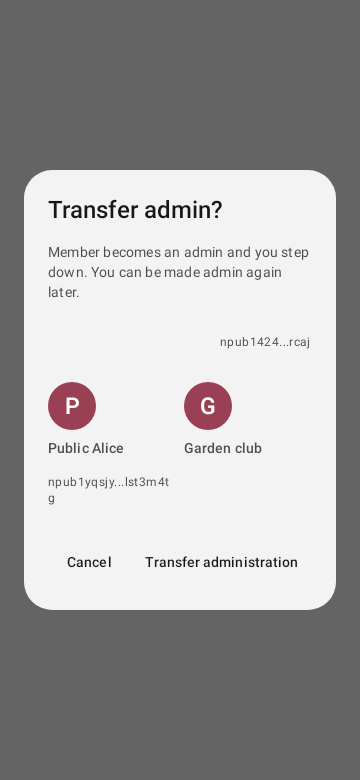 Transfer admin?
Member becomes an admin and you step
down. You can be made admin again
later.
npub1424...rcaj
P
G
Public Alice
Garden club
npub1yqsjy...lst3m4t
g
Cancel
Transfer administration